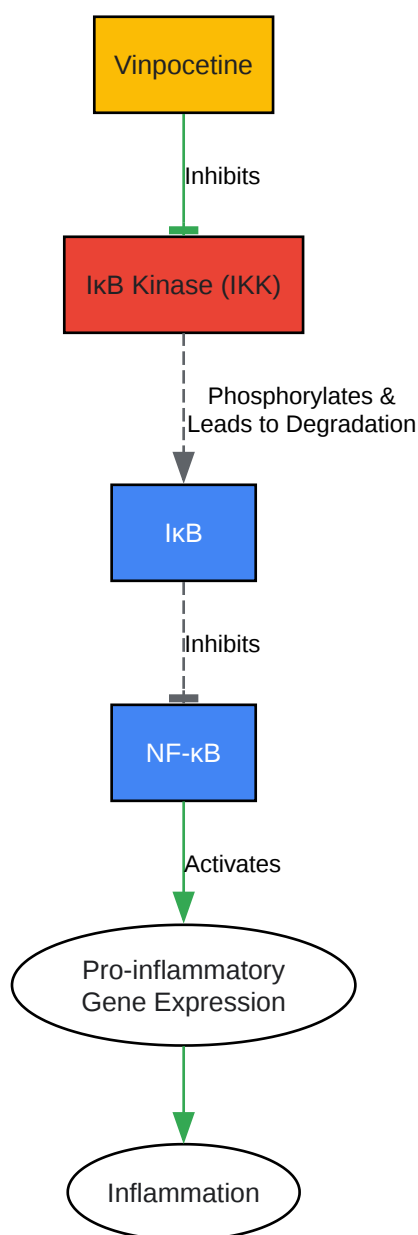 Vinpocetine
Inhibits
IκB Kinase (IKK)
Phosphorylates &
Leads to Degradation
IκB
Inhibits
NF-κB
Activates
Pro-inflammatory
Gene Expression
Inflammation